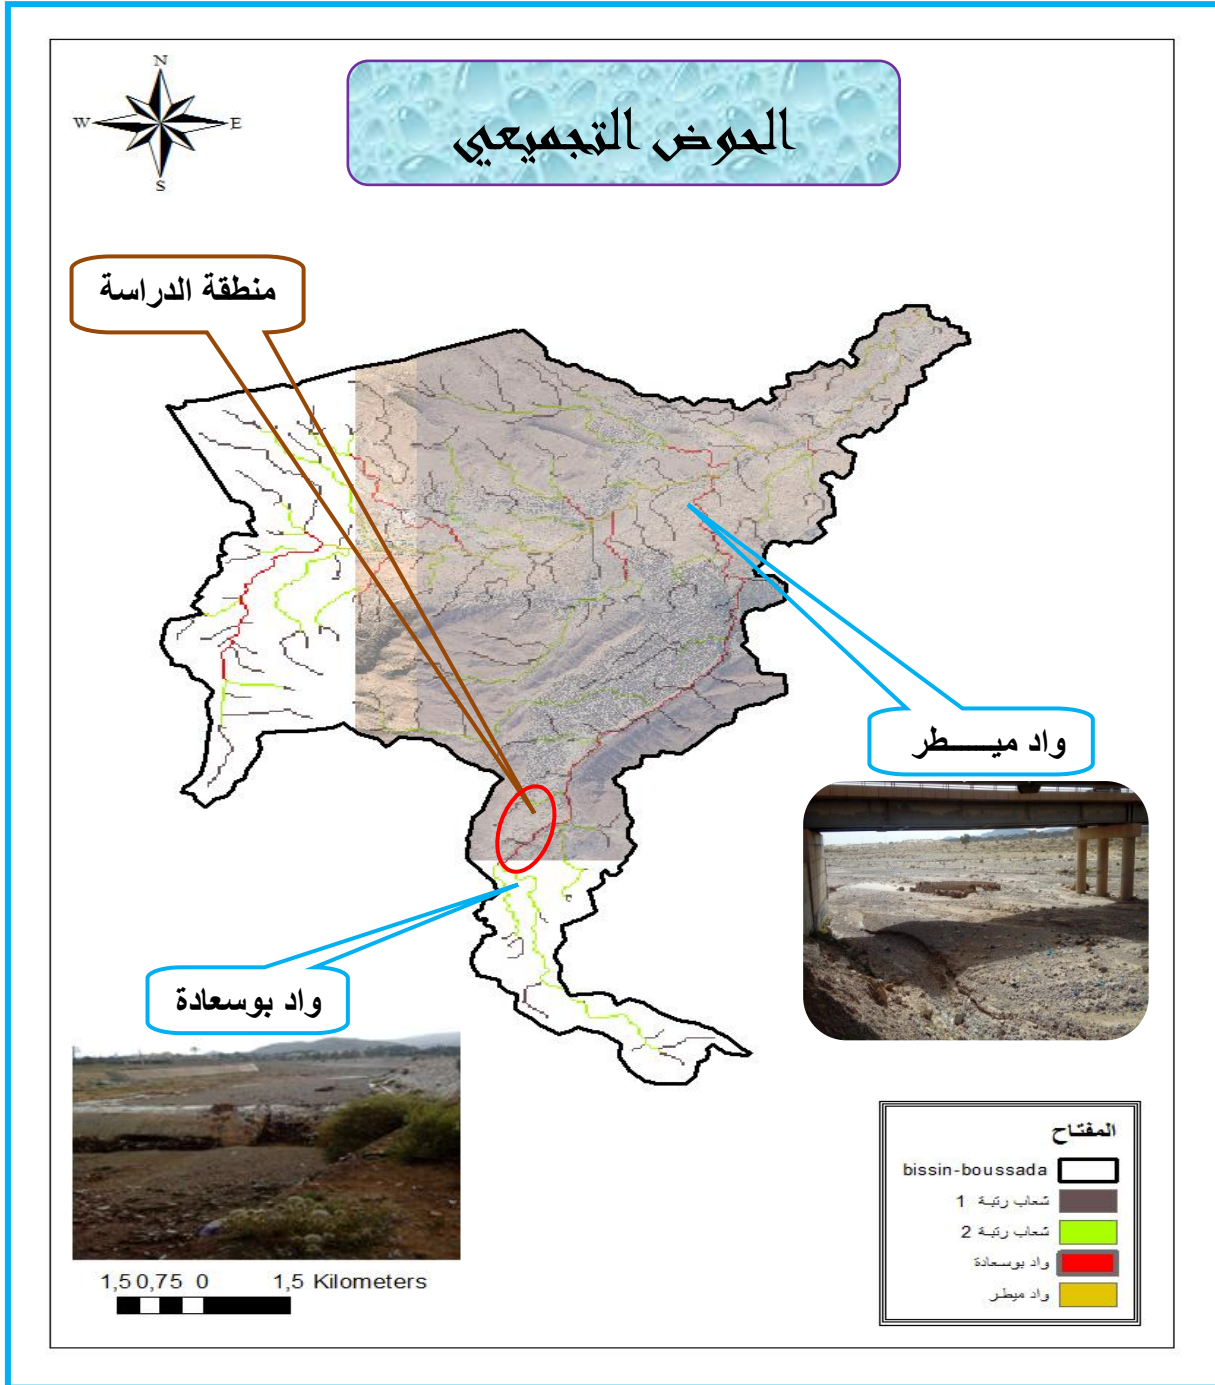 N
W E
S
الحوض التجميعي
منطقة الدراسة
واد ميـــــطر
واد بوسعادة
المفتاح
bissin-boussada
شعاب رتبة 1
شعاب رتبة 2
واد بوسعادة
واد ميطر
1,5 0,75 0 1,5 Kilometers